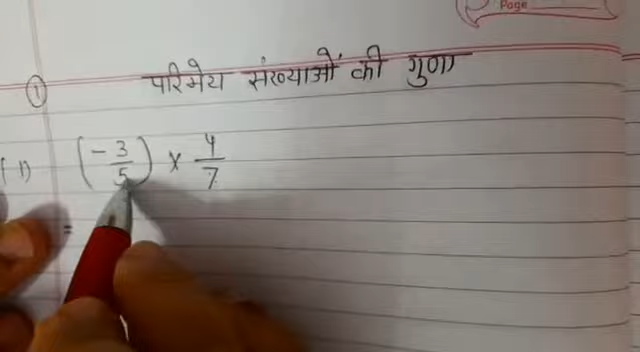 Page
① परिमेय संख्याओं की गुणा
(1) (-3/5) × 4/7
=